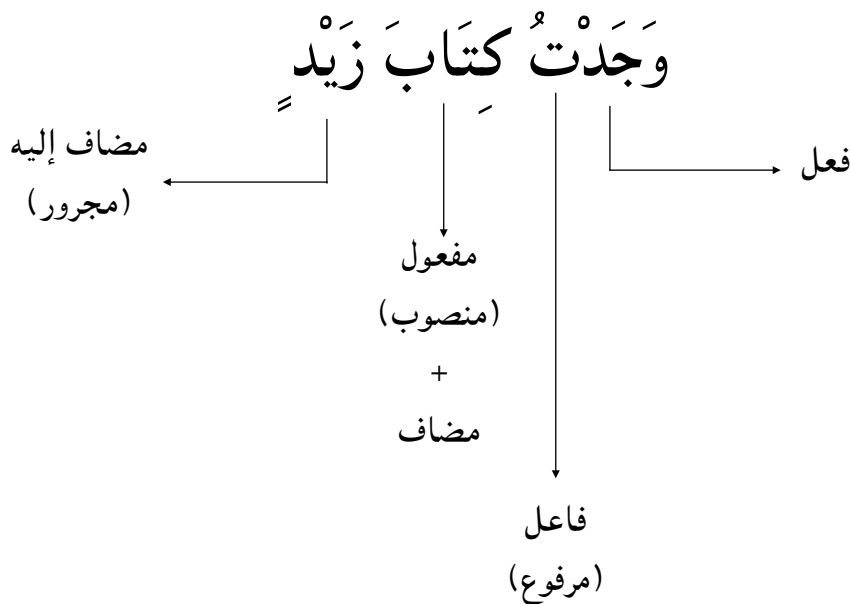 وَجَدْتُ كِتَابَ زَيْدٍ
فعل
مضاف إليه
(مجرور)
مفعول
(منصوب)
+
مضاف
فاعل
(مرفوع)